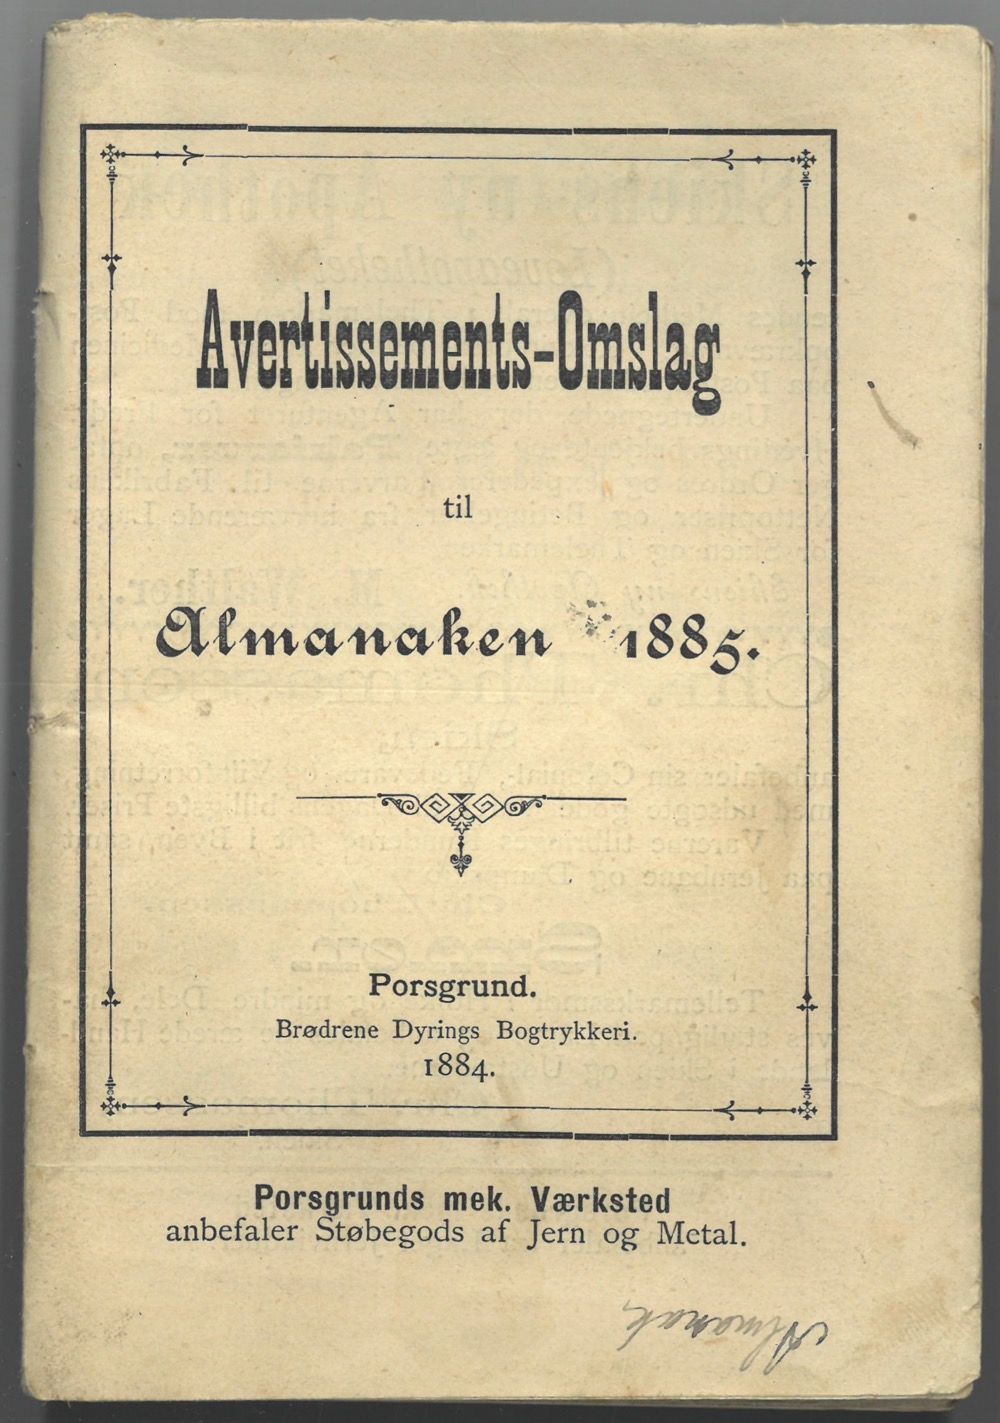 Avertissements-Omslag
til
Almanaken 1885.
Porsgrund.
Brødrene Dyrings Bogtrykkeri.
1884.
Porsgrunds mek. Værksted
anbefaler Støbegods af Jern og Metal.
Almanak